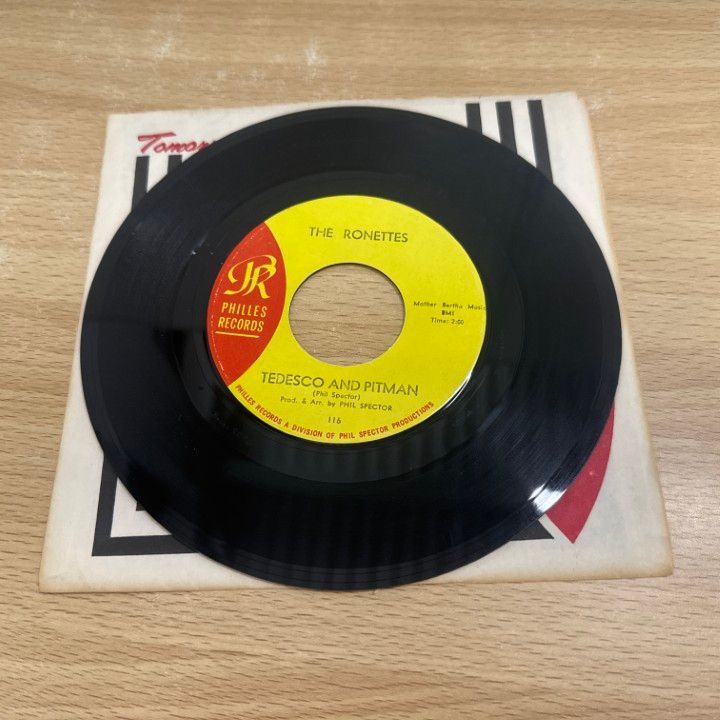 THE RONETTES
PR
PHILLES
RECORDS
Mother Bertha Music
BMI
Time: 2:00
TEDESCO AND PITMAN
(Phil Spector)
Prod. & Arr. by PHIL SPECTOR
116
PHILLES RECORDS A DIVISION OF PHIL SPECTOR PRODUCTIONS